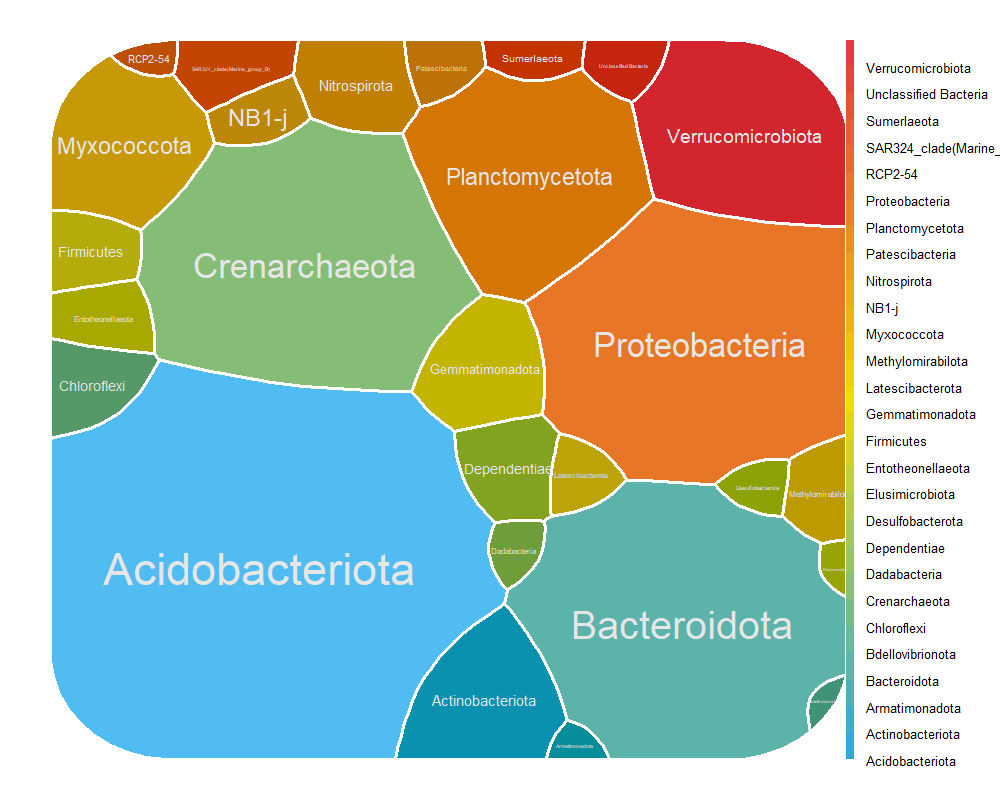 RCP2-54
SAR324_clade(Marine_group_B)
Nitrospirota
Patescibacteria
Sumerlaeota
Unclassified Bacteria
NB1-j
Myxococcota
Verrucomicrobiota
Planctomycetota
Firmicutes
Crenarchaeota
Entotheonellaeota
Proteobacteria
Gemmatimonadota
Chloroflexi
Dependentiae
Latescibacterota
Desulfobacterota
Methylomirabilot
Dadabacteria
Acidobacteriota
Bacteroidota
Actinobacteriota
Armatimonadota
Verrucomicrobiota
Unclassified Bacteria
Sumerlaeota
SAR324_clade(Marine_
RCP2-54
Proteobacteria
Planctomycetota
Patescibacteria
Nitrospirota
NB1-j
Myxococcota
Methylomirabilota
Latescibacterota
Gemmatimonadota
Firmicutes
Entotheonellaeota
Elusimicrobiota
Desulfobacterota
Dependentiae
Dadabacteria
Crenarchaeota
Chloroflexi
Bdellovibrionota
Bacteroidota
Armatimonadota
Actinobacteriota
Acidobacteriota